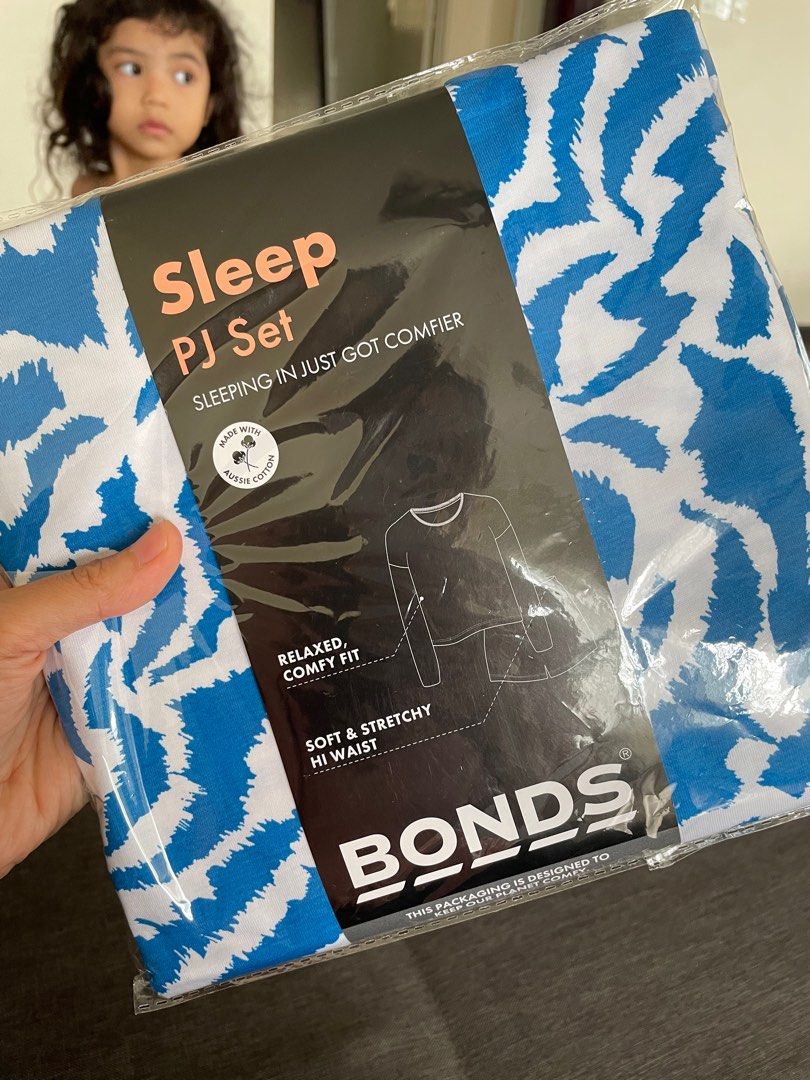 Sleep
PJ Set
SLEEPING IN JUST GOT COMFIER
MADE WITH
AUSSIE COTTON
RELAXED,
COMFY FIT
SOFT & STRETCHY
HI WAIST
BONDS®
THIS PACKAGING IS DESIGNED TO
KEEP OUR PLANET COMFY